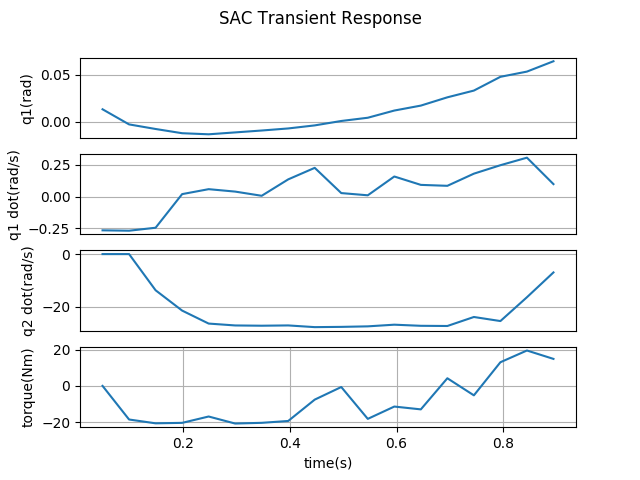 SAC Transient Response
q1(rad)
0.05
0.00
q1 dot(rad/s)
0.25
0.00
−0.25
q2 dot(rad/s)
0
−20
torque(Nm)
20
0
−20
0.2 0.4 0.6 0.8
time(s)